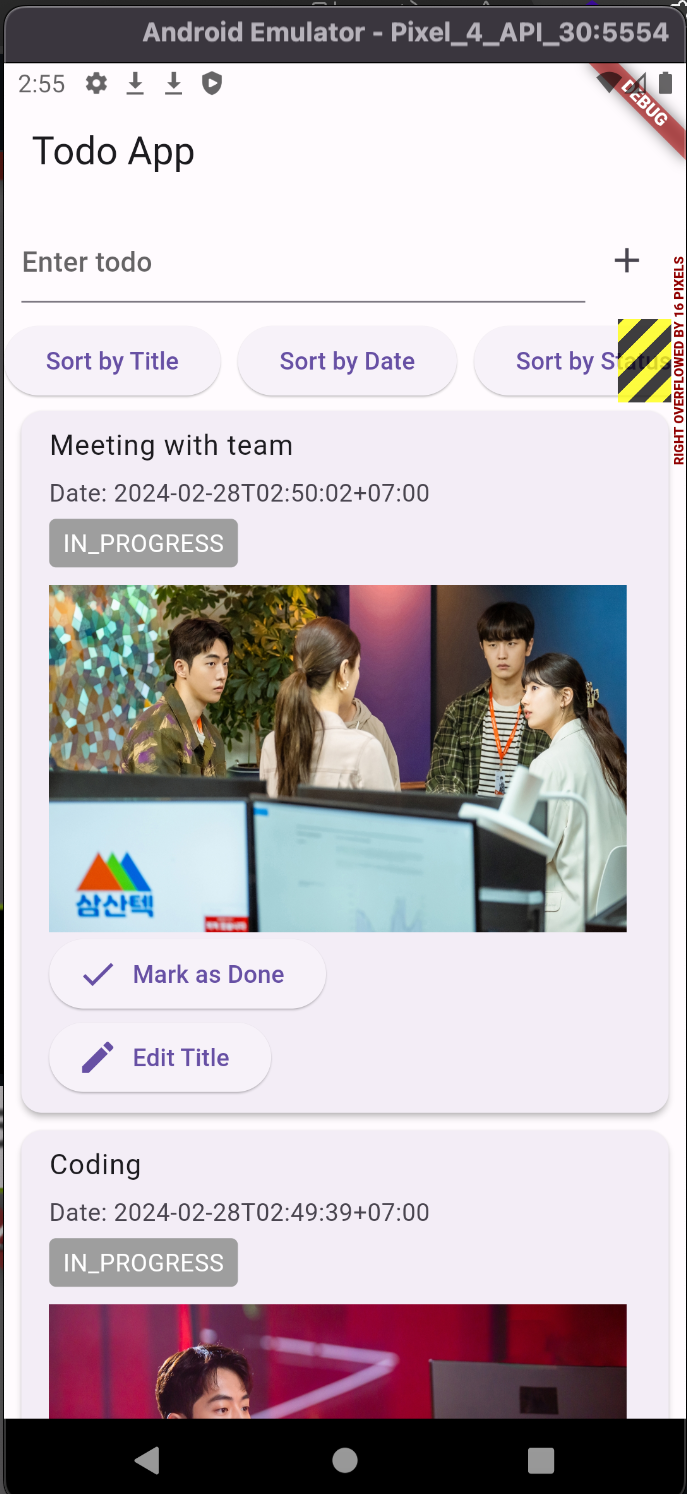 Android Emulator - Pixel_4_API_30:5554
2:55
DEBUG
Todo App
Enter todo
RIGHT OVERFLOWED BY 16 PIXELS
Sort by Title
Sort by Date
Sort by Status
Meeting with team
Date: 2024-02-28T02:50:02+07:00
IN_PROGRESS
삼산텍
Mark as Done
Edit Title
Coding
Date: 2024-02-28T02:49:39+07:00
IN_PROGRESS